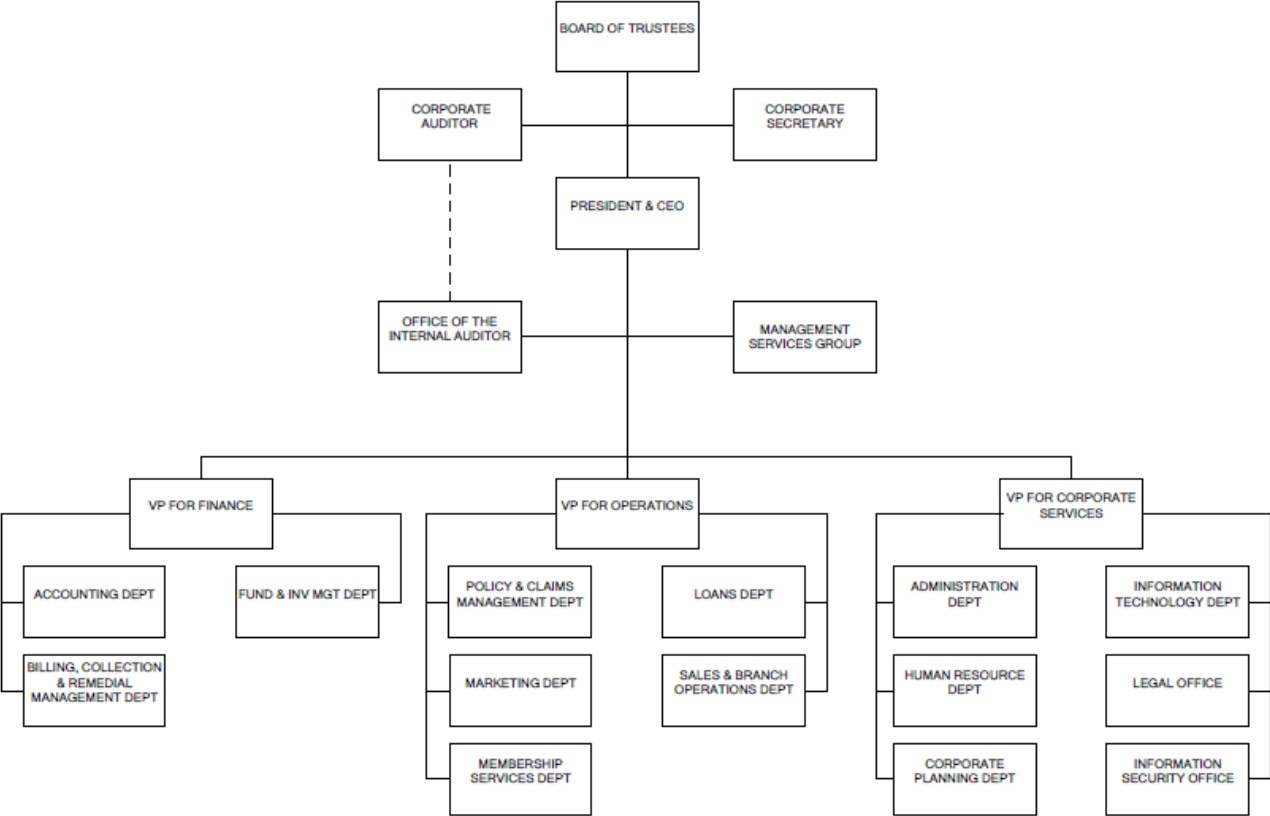 BOARD OF TRUSTEES
CORPORATE
AUDITOR
CORPORATE
SECRETARY
PRESIDENT & CEO
OFFICE OF THE
INTERNAL AUDITOR
MANAGEMENT
SERVICES GROUP
VP FOR FINANCE
VP FOR OPERATIONS
VP FOR CORPORATE
SERVICES
ACCOUNTING DEPT
FUND & INV MGT DEPT
POLICY & CLAIMS
MANAGEMENT DEPT
LOANS DEPT
ADMINISTRATION
DEPT
INFORMATION
TECHNOLOGY DEPT
BILLING, COLLECTION
& REMEDIAL
MANAGEMENT DEPT
MARKETING DEPT
SALES & BRANCH
OPERATIONS DEPT
HUMAN RESOURCE
DEPT
LEGAL OFFICE
MEMBERSHIP
SERVICES DEPT
CORPORATE
PLANNING DEPT
INFORMATION
SECURITY OFFICE